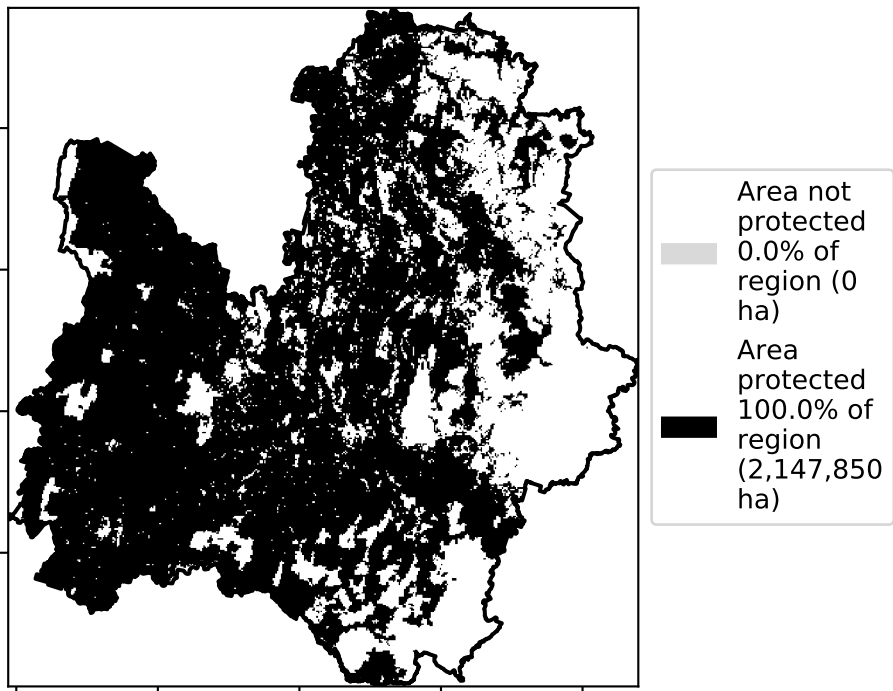 Area not
protected
0.0% of
region (0
ha)
Area
protected
100.0% of
region
(2,147,850
ha)